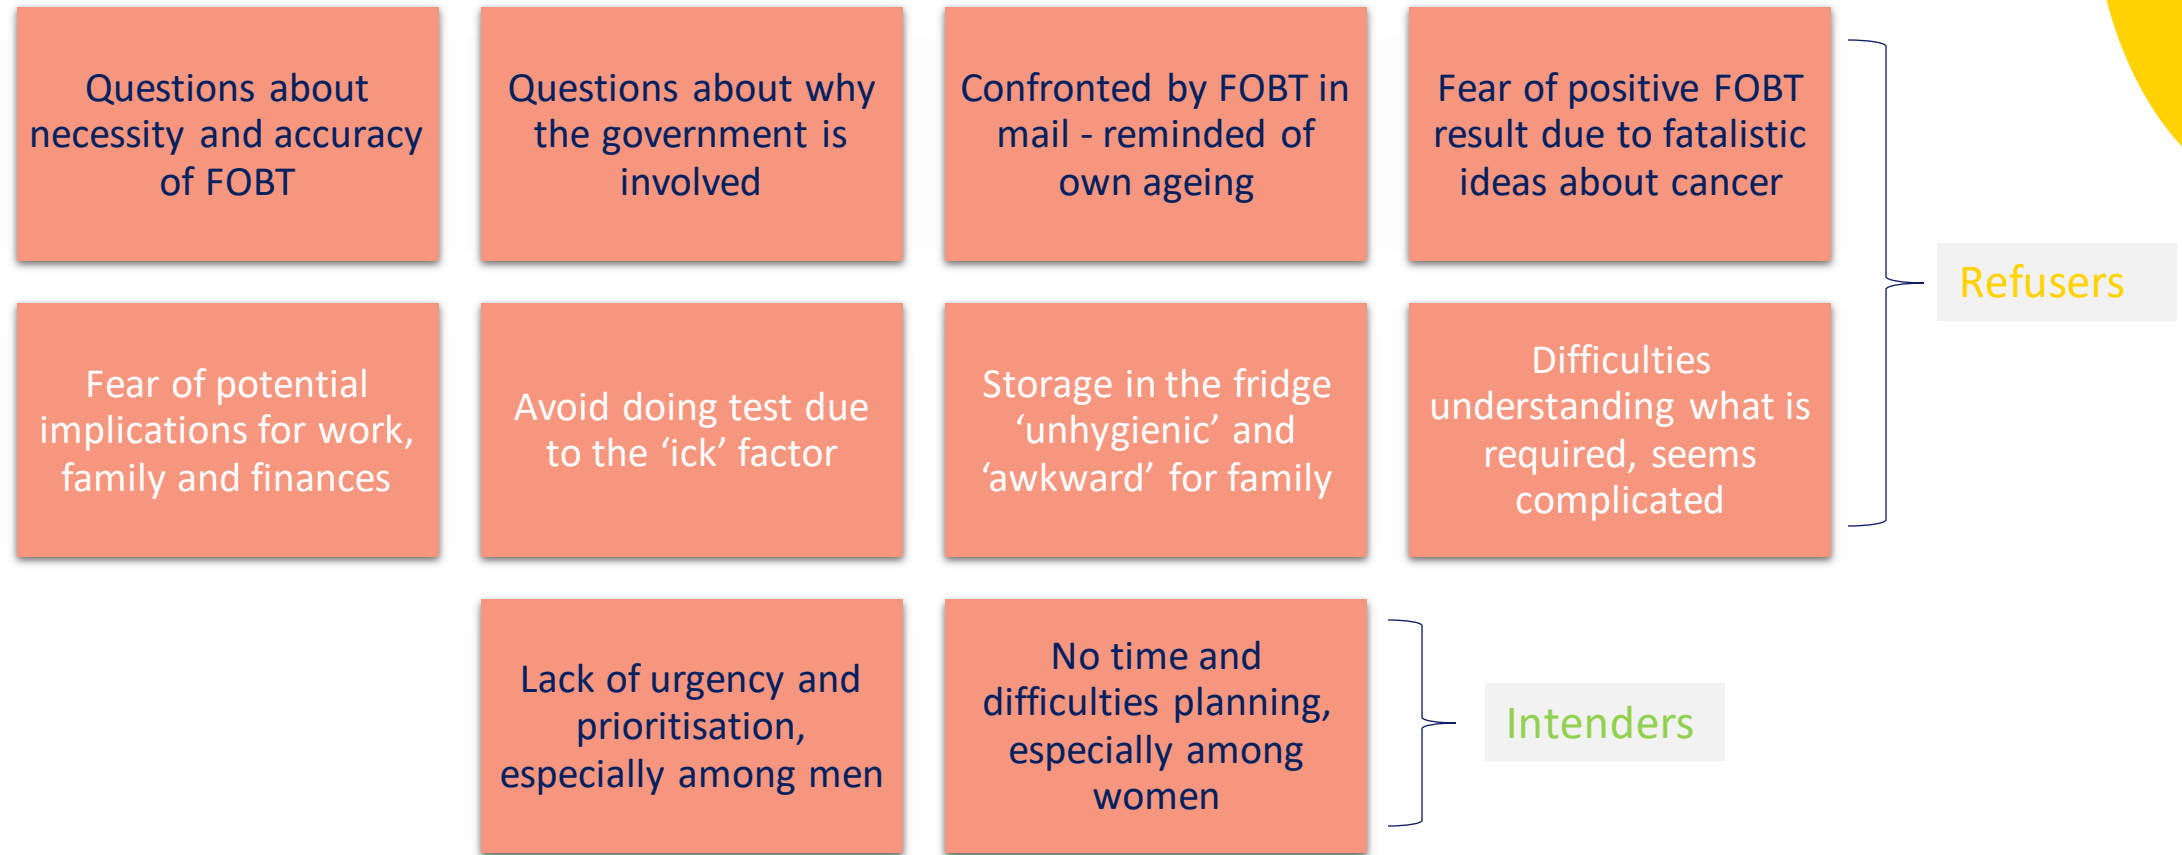 Questions about
necessity and accuracy
of FOBT
Questions about why
the government is
involved
Confronted by FOBT in
mail - reminded of
own ageing
Fear of positive FOBT
result due to fatalistic
ideas about cancer
Refusers
Fear of potential
implications for work,
family and finances
Avoid doing test due
to the ‘ick’ factor
Storage in the fridge
‘unhygienic’ and
‘awkward’ for family
Difficulties
understanding what is
required, seems
complicated
Lack of urgency and
prioritisation,
especially among men
No time and
difficulties planning,
especially among
women
Intenders